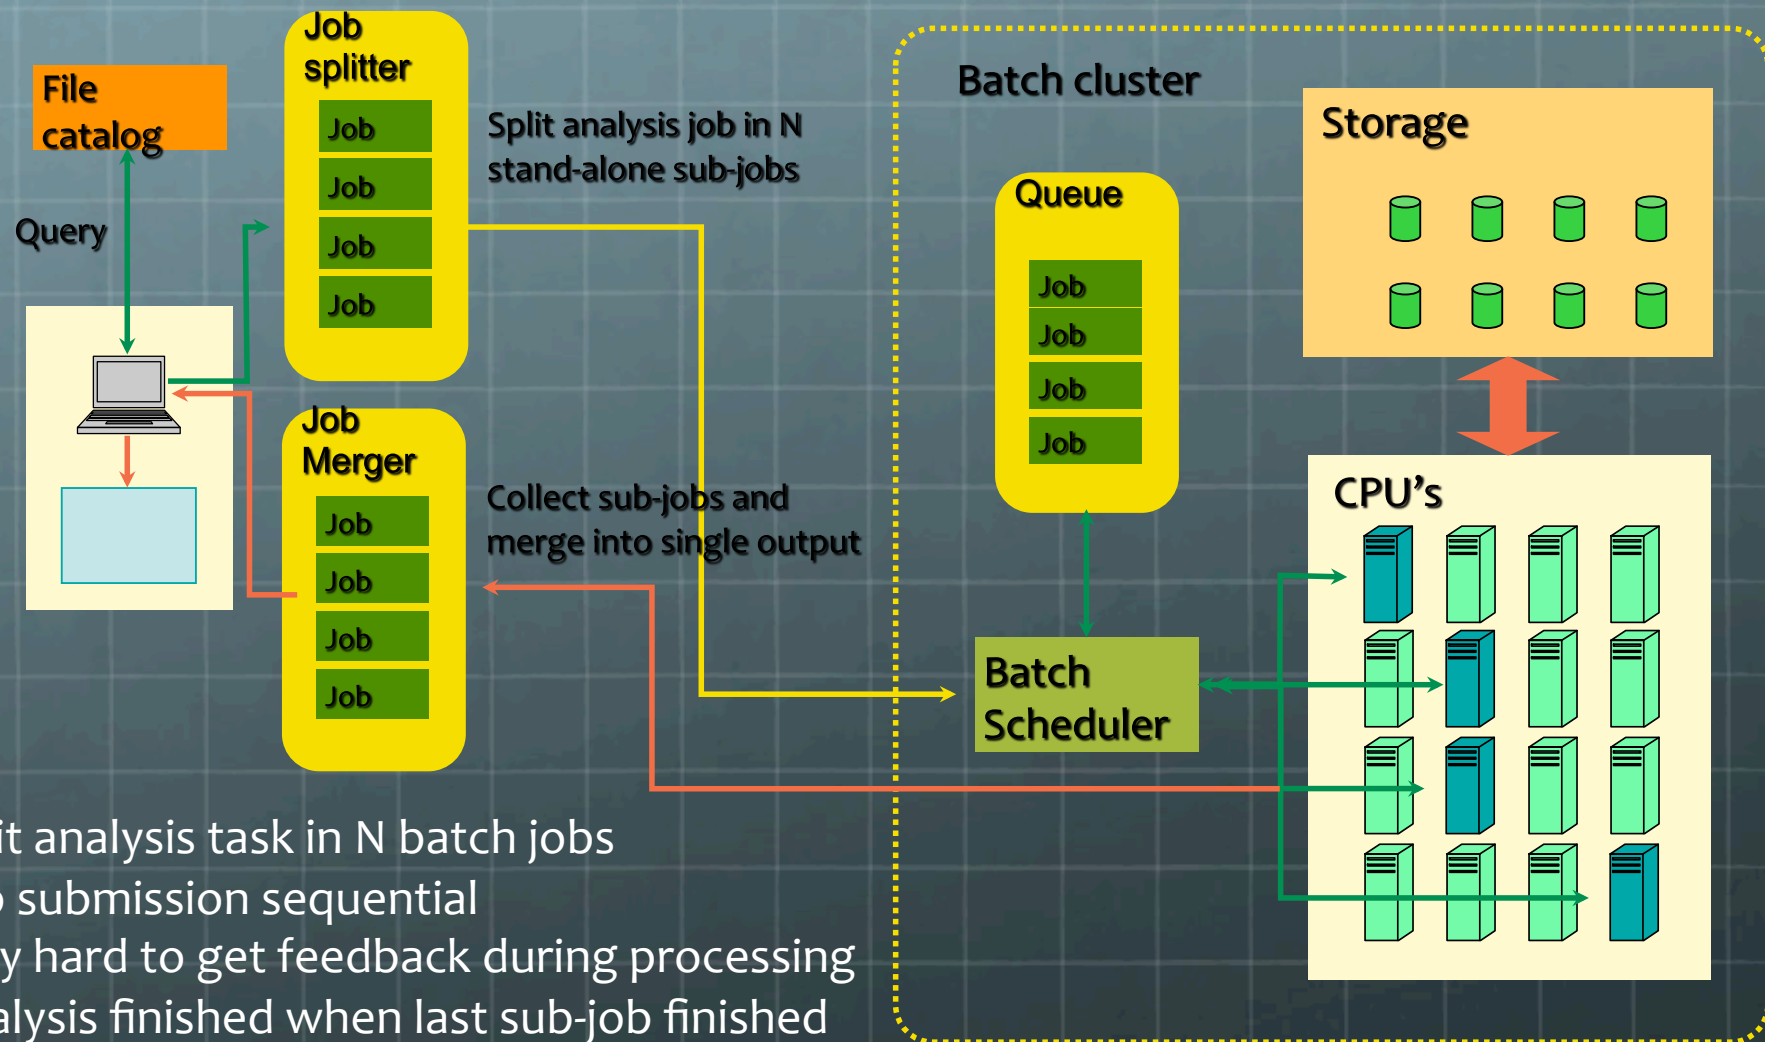 File
catalog
Query
Job
splitter
Job
Job
Job
Job
Split analysis job in N
stand-alone sub-jobs
Job
Merger
Job
Job
Job
Job
Collect sub-jobs and
merge into single output
Batch cluster
Queue
Job
Job
Job
Job
Batch
Scheduler
Storage
CPU’s
it analysis task in N batch jobs
submission sequential
y hard to get feedback during processing
alysis finished when last sub-job finished